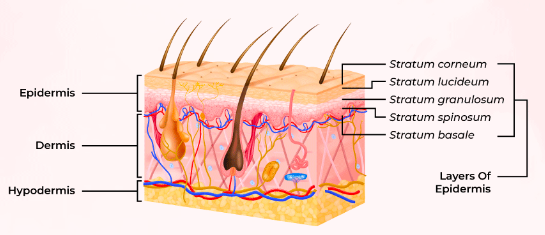 Epidermis
Dermis
Hypodermis
Stratum corneum
Stratum lucideum
Stratum granulosum
Stratum spinosum
Stratum basale
Layers Of
Epidermis